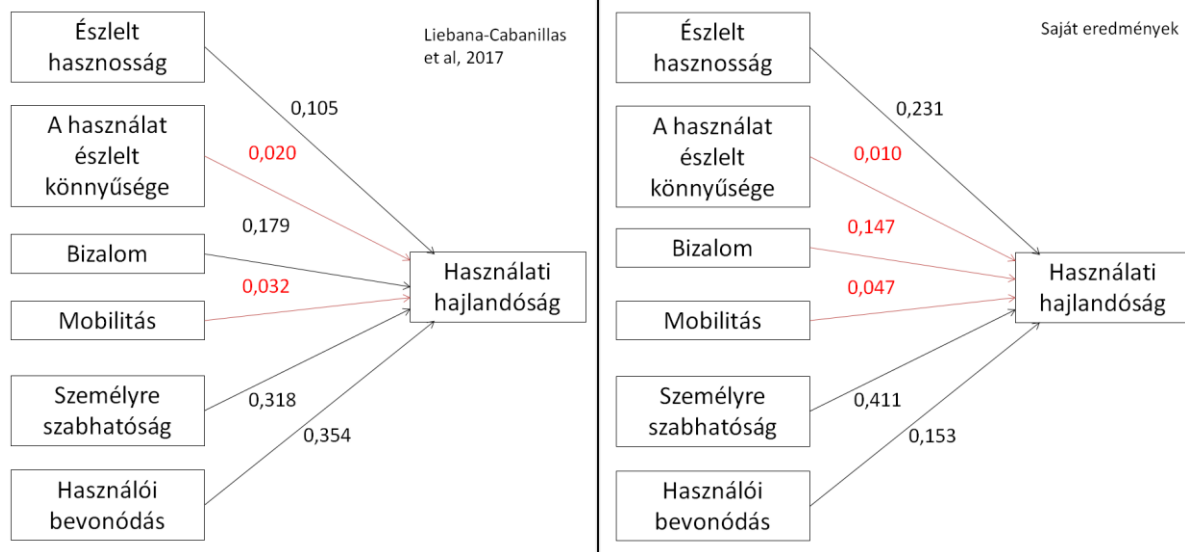 Észlelt
hasznosság
A használat
észlelt
könnyűsége
Bizalom
Mobilitás
Személyre
szabhatóság
Használói
bevonódás
Liebana-Cabanillas
et al, 2017
0,105
0,020
0,179
0,032
0,318
0,354
Használati
hajlandóság
Észlelt
hasznosság
A használat
észlelt
könnyűsége
Bizalom
Mobilitás
Személyre
szabhatóság
Használói
bevonódás
Saját eredmények
0,231
0,010
0,147
0,047
0,411
0,153
Használati
hajlandóság